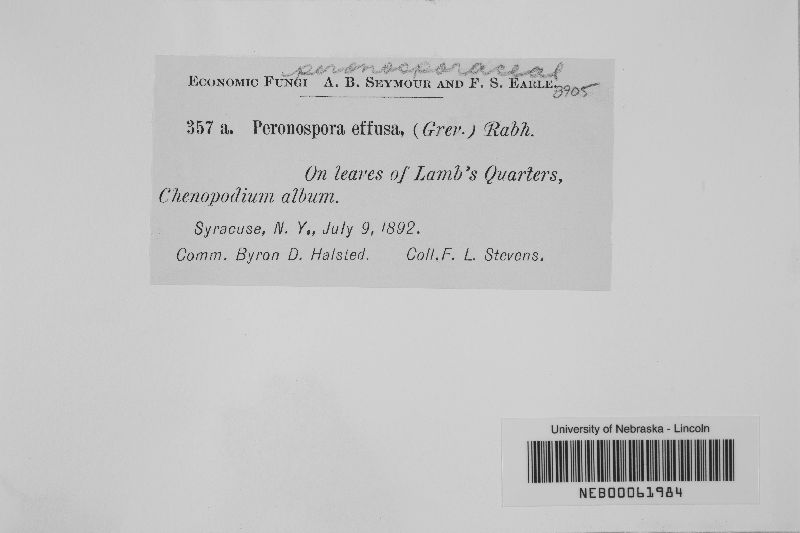 peronosporaceae
Economic Fungi A. B. Seymour and F. S. Earle.
3905
357 a. Peronospora effusa, (Grev.) Rabh.
On leaves of Lamb's Quarters,
Chenopodium album.
Syracuse, N. Y., July 9, 1892.
Comm. Byron D. Halsted. Coll. F. L. Stevens.
University of Nebraska - Lincoln
NEB00061984